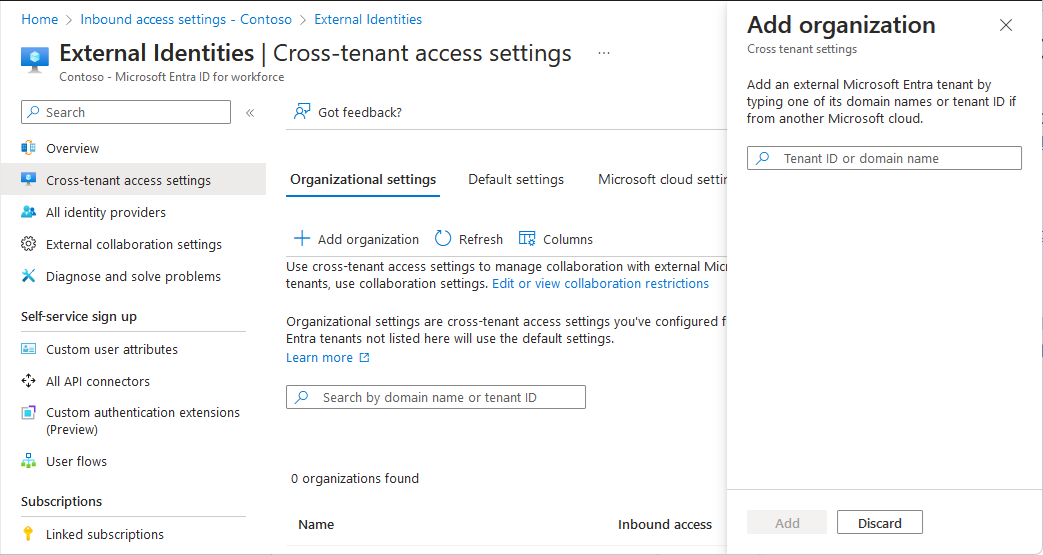 Home > Inbound access settings - Contoso > External Identities
External Identities | Cross-tenant access settings ...
Contoso - Microsoft Entra ID for workforce
Search «
Overview
Cross-tenant access settings
All identity providers
External collaboration settings
Diagnose and solve problems
Self-service sign up
Custom user attributes
All API connectors
Custom authentication extensions
(Preview)
User flows
Subscriptions
Linked subscriptions
Got feedback?
Organizational settings Default settings Microsoft cloud
Add organization Refresh Columns
Use cross-tenant access settings to manage collaboration with external
tenants, use collaboration settings. Edit or view collaboration restrictions
Organizational settings are cross-tenant access settings you've configured
Entra tenants not listed here will use the default settings.
Learn more
Search by domain name or tenant ID
0 organizations found
Name Inbound access
Add organization
Cross tenant settings
Add an external Microsoft Entra tenant by
typing one of its domain names or tenant ID if
from another Microsoft cloud.
Tenant ID or domain name
Add Discard